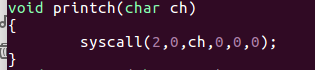 void printch(char ch)
{
        syscall(2,0,ch,0,0,0);
}